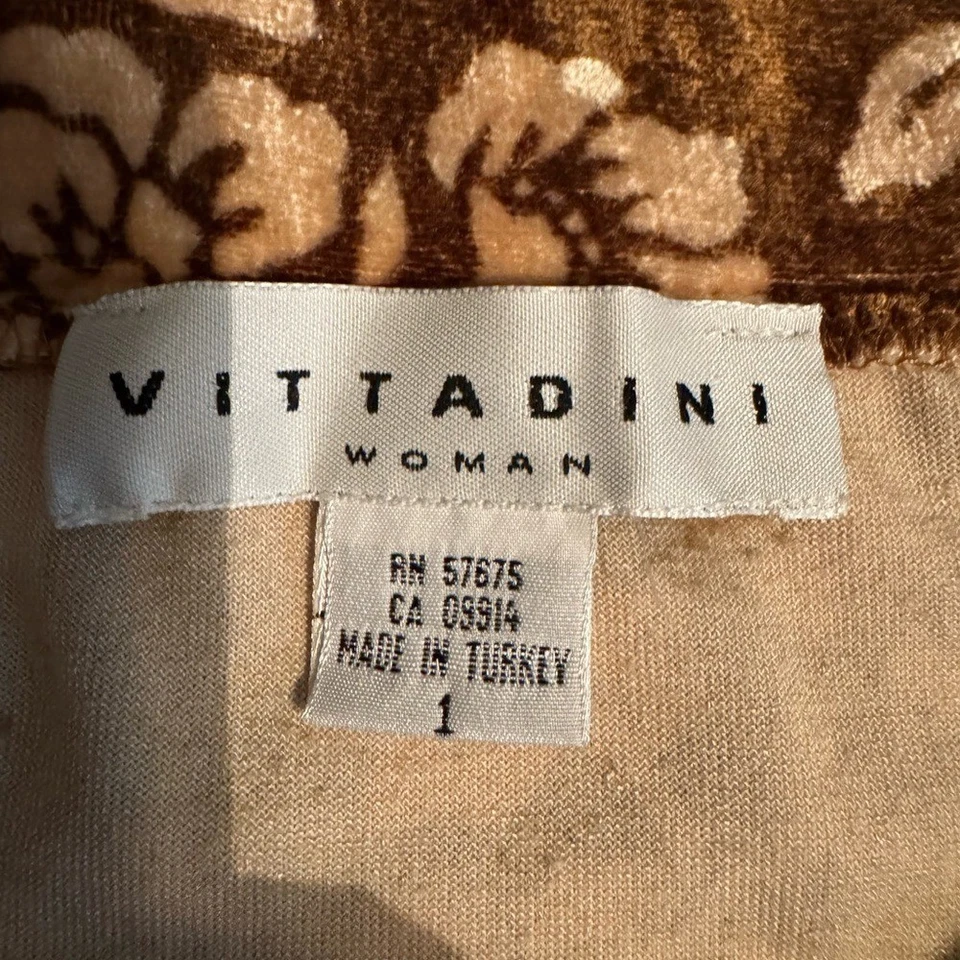 VITTADINI
WOMAN
RN 57675
CA 09914
MADE IN TURKEY
1